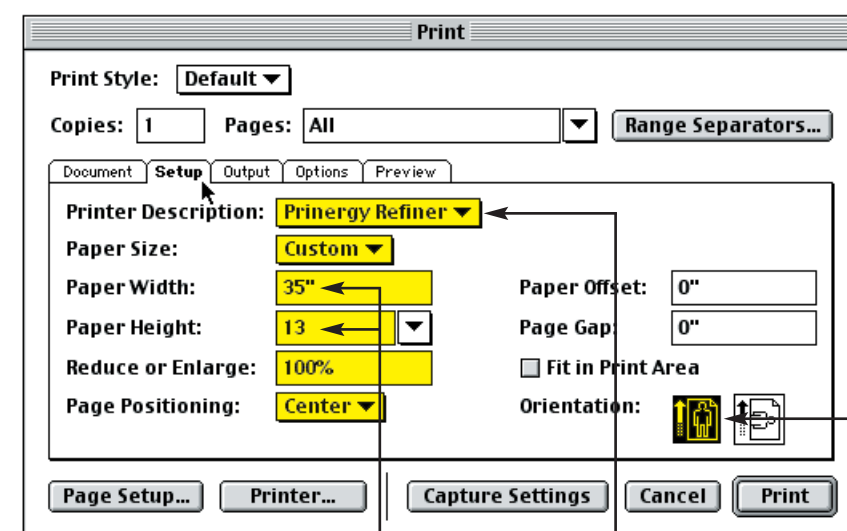 Print
Print Style: Default
Copies: 1 Pages: All Range Separators...
Document Setup Output Options Preview
Printer Description: Prinergy Refiner
Paper Size: Custom
Paper Width: 35" Paper Offset: 0"
Paper Height: 13 Page Gap: 0"
Reduce or Enlarge: 100% Fit in Print Area
Page Positioning: Center Orientation:
Page Setup... Printer... Capture Settings Cancel Print